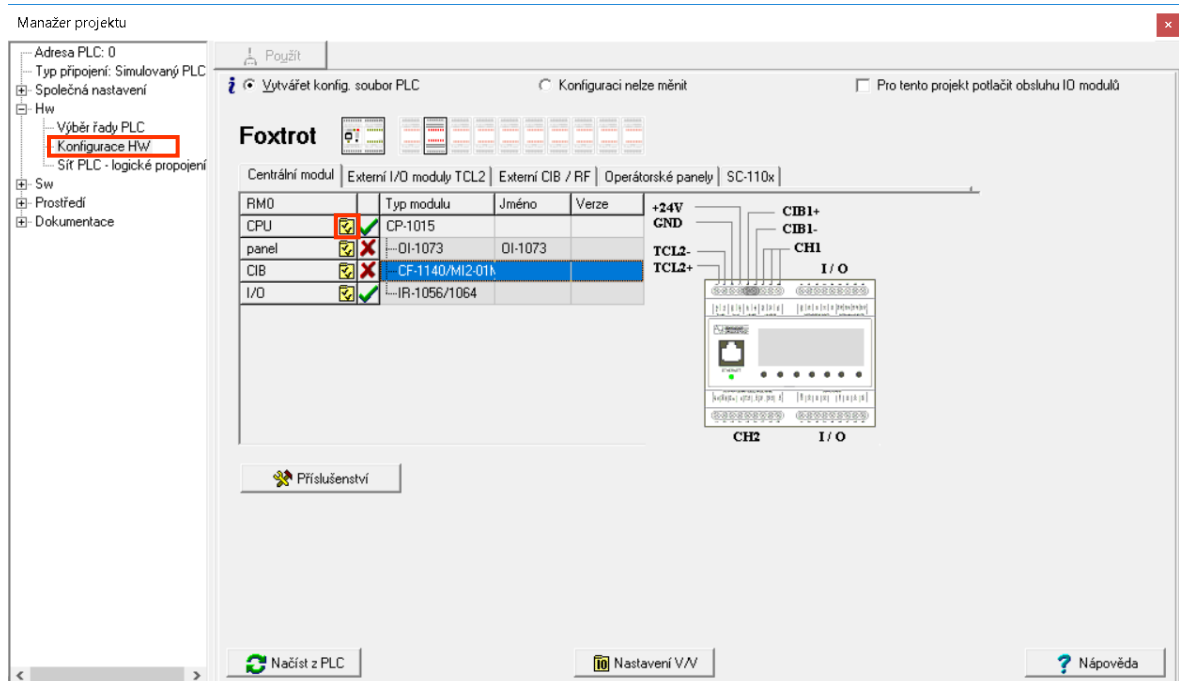 Manažer projektu
Adresa PLC: 0
Typ připojení: Simulovaný PLC
Společná nastavení
Hw
Výběr řady PLC
Konfigurace HW
Síť PLC - logické propojení
Sw
Prostředí
Dokumentace
Použít
Vytvářet konfig. soubor PLC
Konfiguraci nelze měnit
Pro tento projekt potlačit obsluhu IO modulů
Foxtrot
Centrální modul
Externí I/O moduly TCL2
Externí CIB / RF
Operátorské panely
SC-110x
RM0 Typ modulu Jméno Verze
CPU CP-1015
panel OI-1073 OI-1073
CIB CF-1140/MI2-01M
I/O IR-1056/1064
+24V
GND
TCL2-
TCL2+
CIB1+
CIB1-
CH1
I/O
CH2
I/O
Příslušenství
Načíst z PLC
IO Nastavení V/V
Nápověda